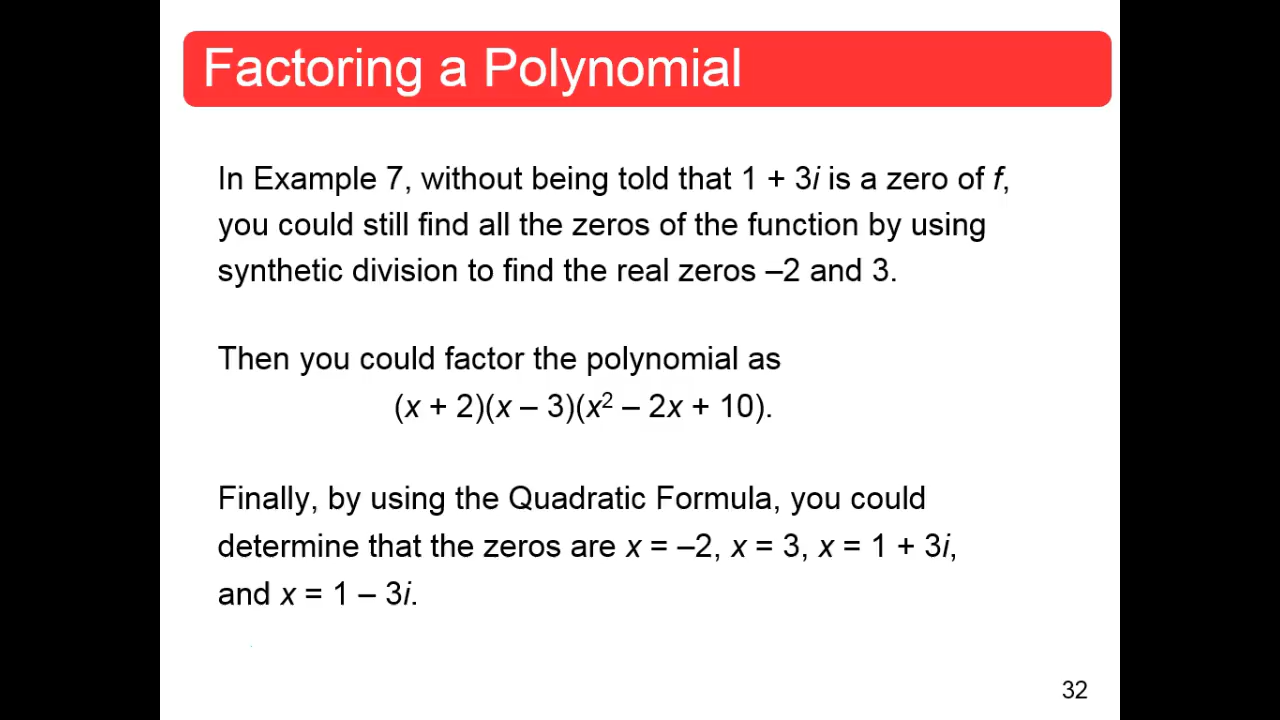 Factoring a Polynomial
In Example 7, without being told that 1 + 3i is a zero of f,
you could still find all the zeros of the function by using
synthetic division to find the real zeros –2 and 3.
Then you could factor the polynomial as
(x + 2)(x – 3)(x² – 2x + 10).
Finally, by using the Quadratic Formula, you could
determine that the zeros are x = –2, x = 3, x = 1 + 3i,
and x = 1 – 3i.
32